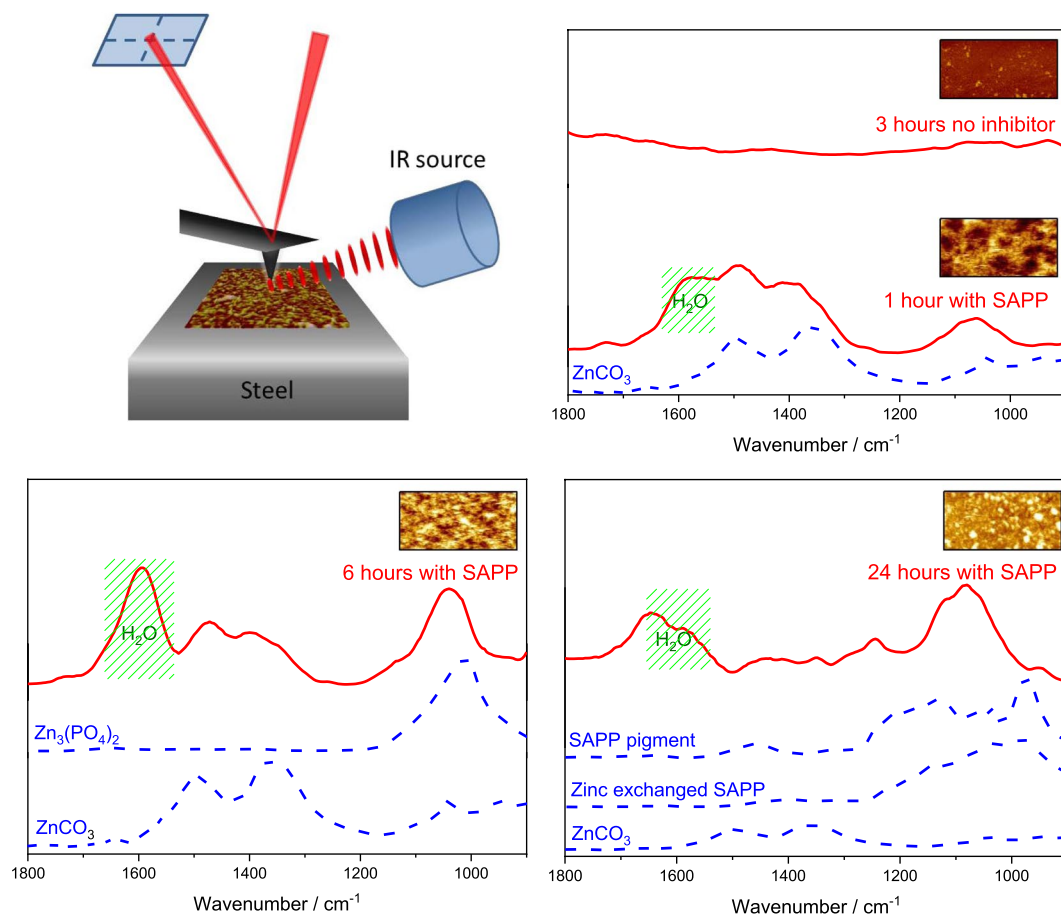 IR source
Steel
3 hours no inhibitor
1 hour with SAPP
H₂O
ZnCO₃
1800 1600 1400 1200 1000
Wavenumber / cm⁻¹
6 hours with SAPP
H₂O
Zn₃(PO₄)₂
ZnCO₃
1800 1600 1400 1200 1000
Wavenumber / cm⁻¹
24 hours with SAPP
H₂O
SAPP pigment
Zinc exchanged SAPP
ZnCO₃
1800 1600 1400 1200 1000
Wavenumber / cm⁻¹